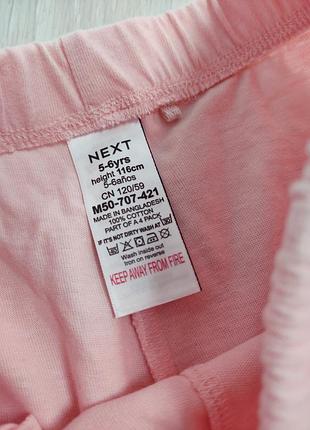 NEXT
5-6yrs
height 116cm
5-6años
CN 120/59
M50-707-421
MADE IN BANGLADESH
100% COTTON
PART OF A 4 PACK
IF IT'S NOT DIRTY WASH AT
Wash inside out
Iron on reverse
KEEP AWAY FROM FIRE